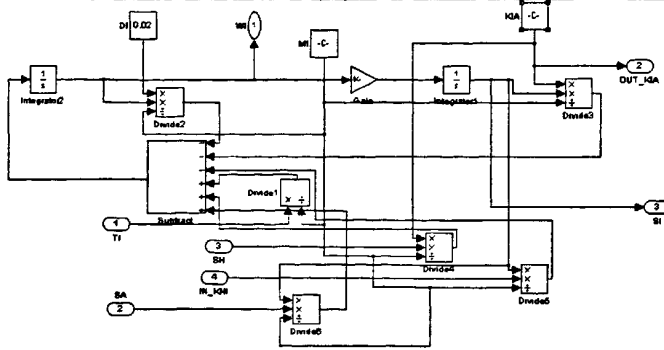 DI
0.02
WI
1
MI
-C-
KIA
-C-
2
OUT_KIA
1
s
Integrator2
×
×
÷
Divide2
Gain
1
s
Integrator1
×
×
÷
Divide3
Subtract
Divide1
×
÷
1
TI
3
SI
3
SH
×
×
÷
Divide4
4
IN_KHI
×
×
÷
Divide5
SA
2
×
×
÷